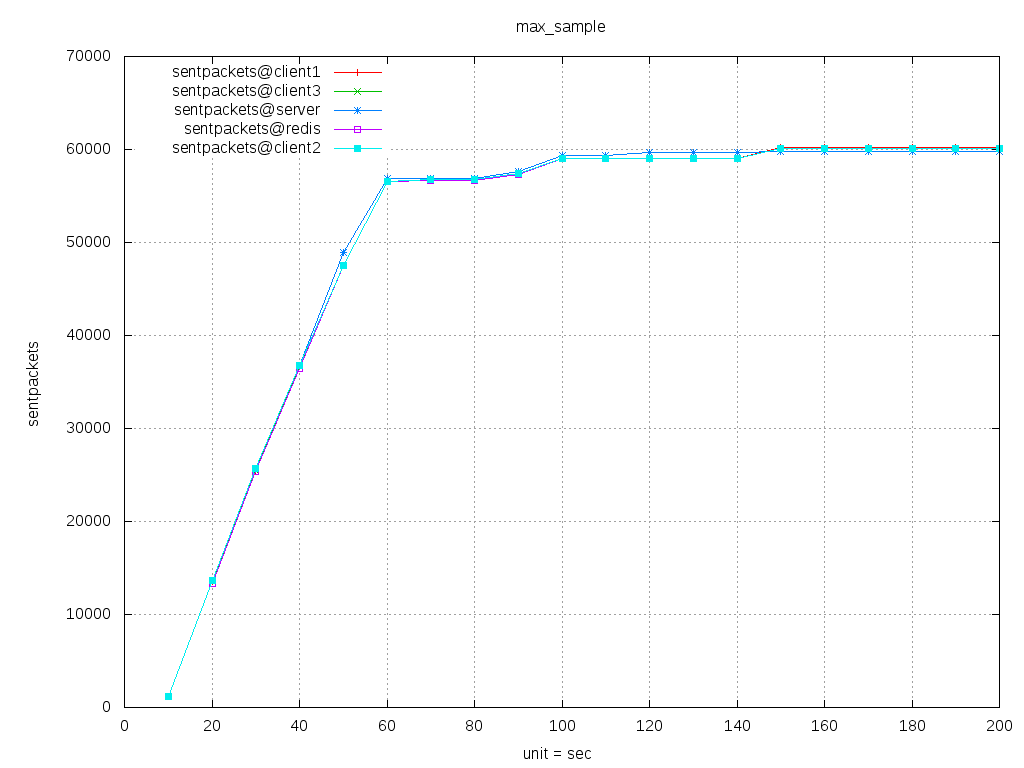 max_sample
70000
60000
50000
40000
30000
20000
10000
0
sentpackets
sentpackets@client1
sentpackets@client3
sentpackets@server
sentpackets@redis
sentpackets@client2
0 20 40 60 80 100 120 140 160 180 200
unit = sec